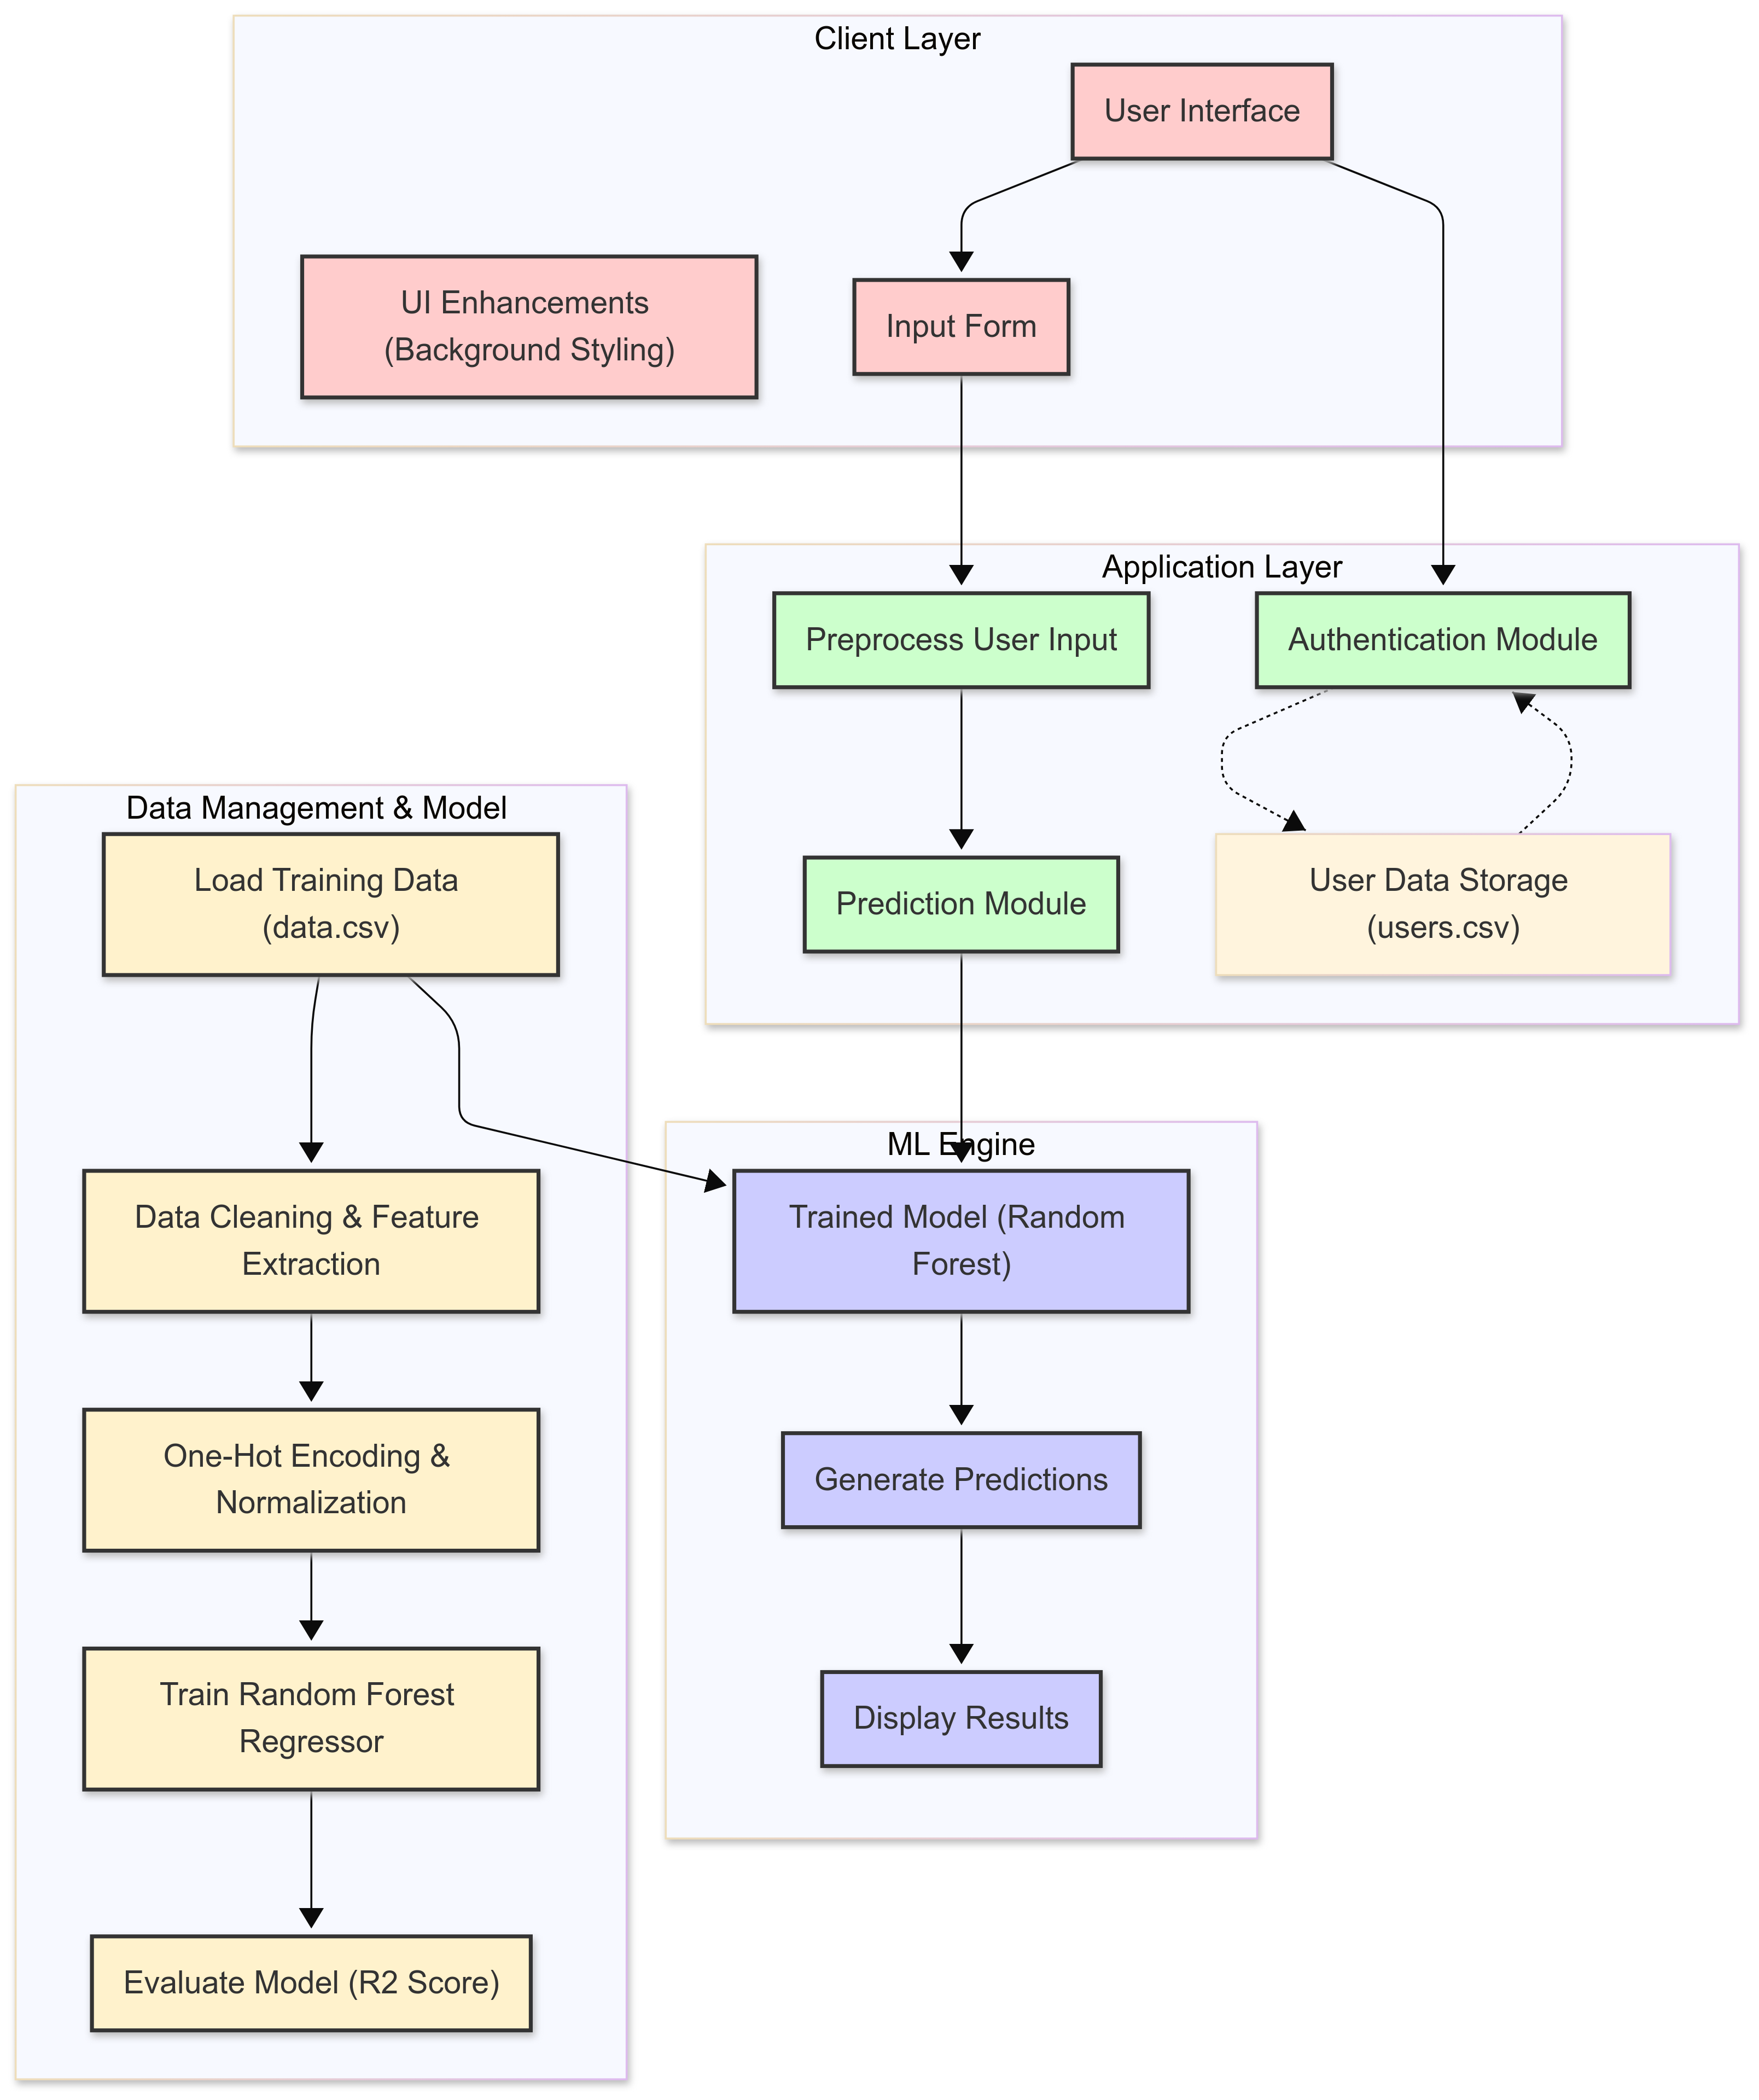 Client Layer
User Interface
UI Enhancements
(Background Styling)
Input Form
Application Layer
Preprocess User Input
Authentication Module
Prediction Module
User Data Storage
(users.csv)
Data Management & Model
Load Training Data
(data.csv)
Data Cleaning & Feature
Extraction
One-Hot Encoding &
Normalization
Train Random Forest
Regressor
Evaluate Model (R2 Score)
ML Engine
Trained Model (Random
Forest)
Generate Predictions
Display Results